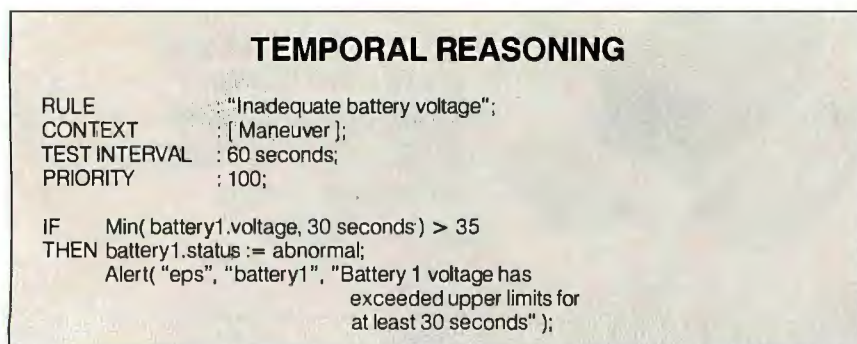 TEMPORAL REASONING
RULE : "Inadequate battery voltage";
CONTEXT : [ Maneuver ];
TEST INTERVAL : 60 seconds;
PRIORITY : 100;
IF Min( battery1.voltage, 30 seconds ) > 35
THEN battery1.status := abnormal;
Alert( "eps", "battery1", "Battery 1 voltage has
exceeded upper limits for
at least 30 seconds" );